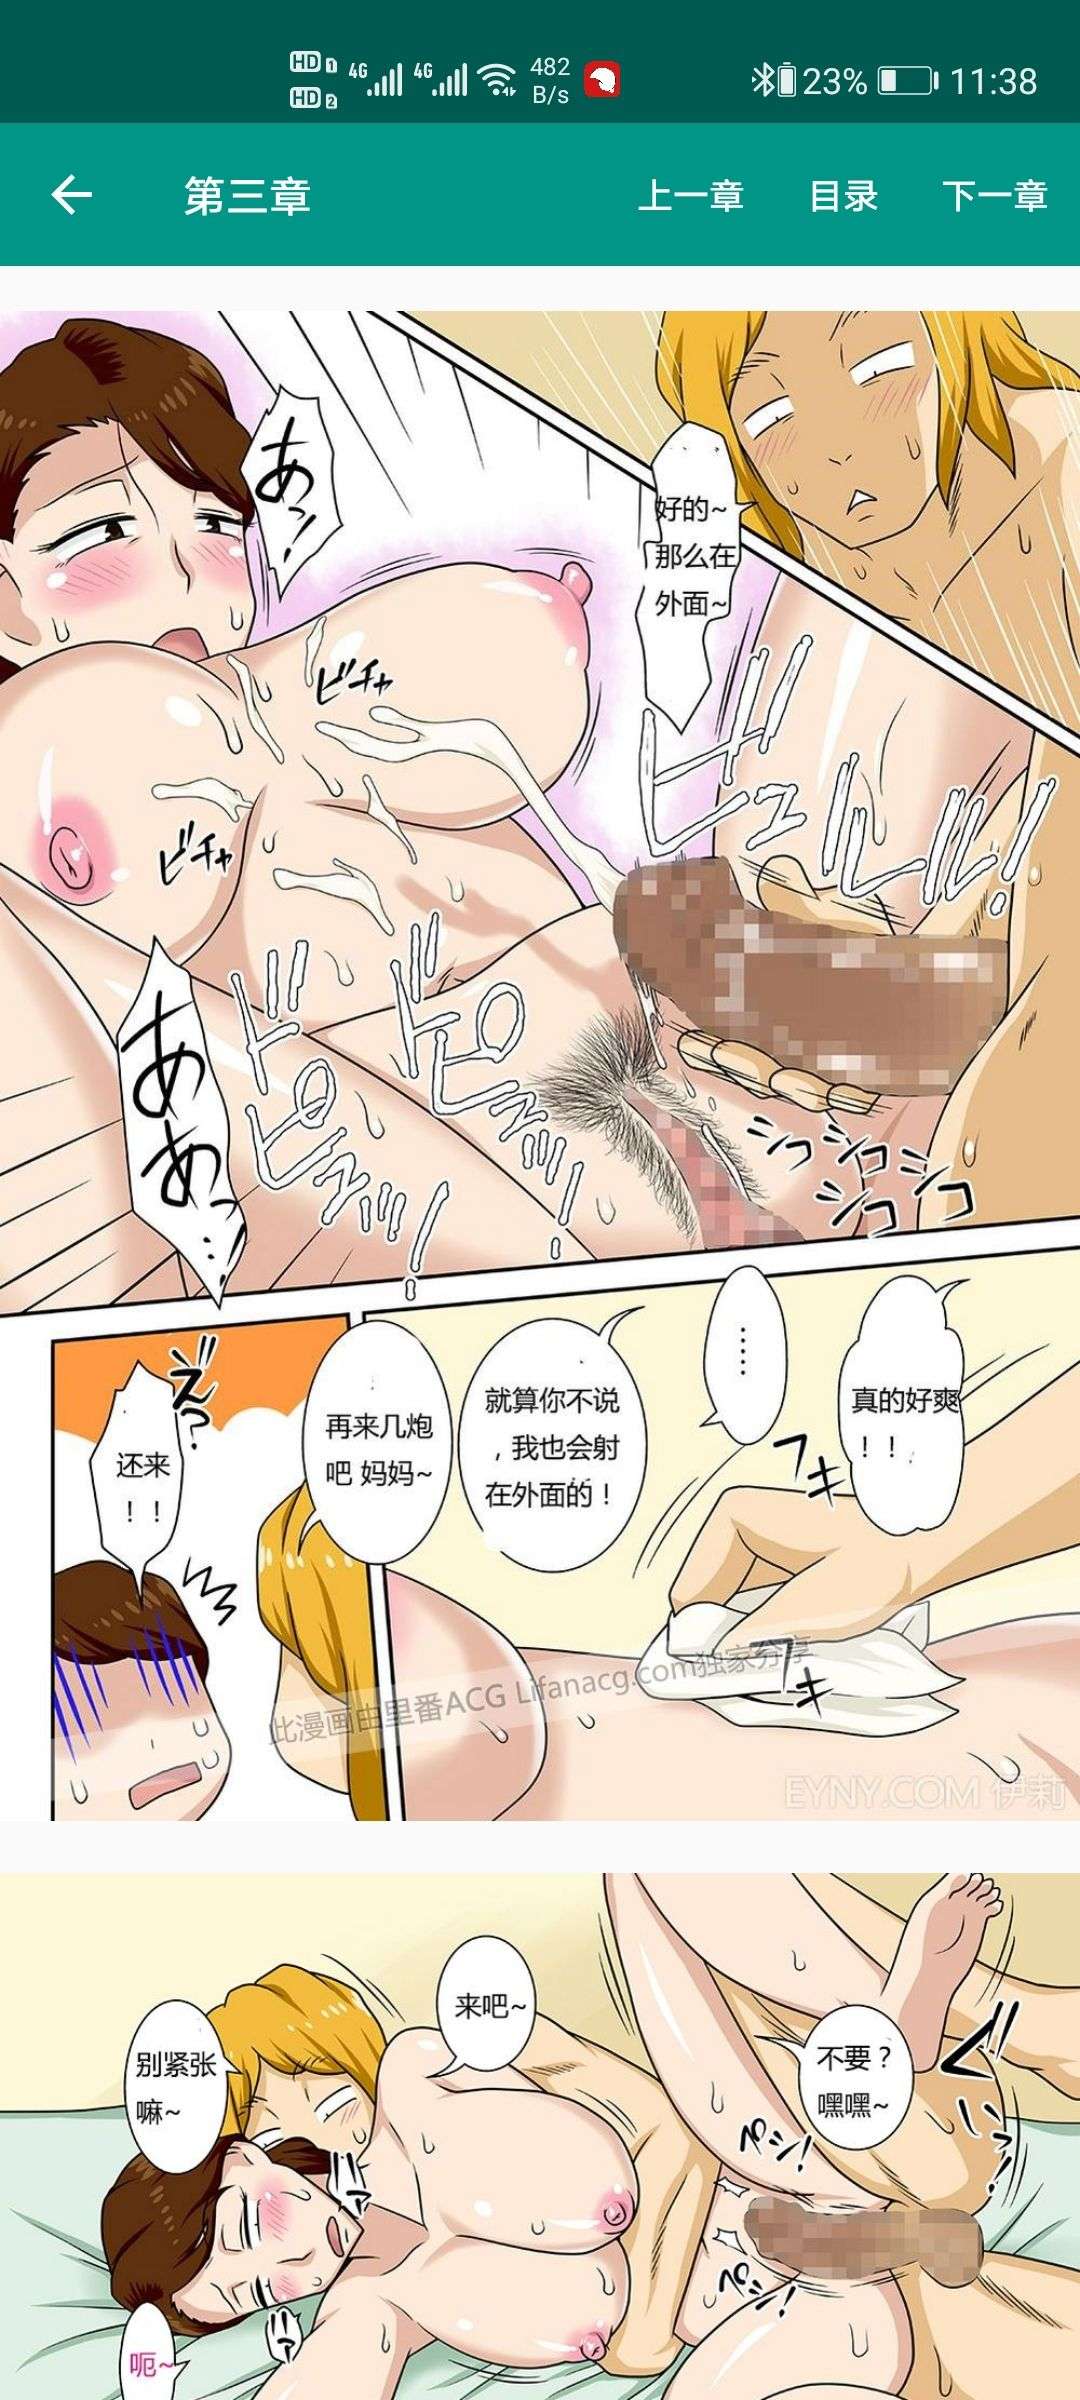 HD 1
HD 2
4G 4G
482
B/s
23%
11:38
第三章
上一章
目录
下一章
好的~
那么在
外面~
あっ!
ビチャ
ビチャ
ああっ
シコシコッ
シコ
真的好爽
!!
……
就算你不说
，我也会射
在外面的！
再来几炮
吧 妈妈~
えっ
还来
!!
フキ
フキ
此漫画由里番ACG Lifanacg.com独家分享
EYNY.COM 伊莉
来吧~
不要？
嘿嘿~
别紧张
嘛~
呃~